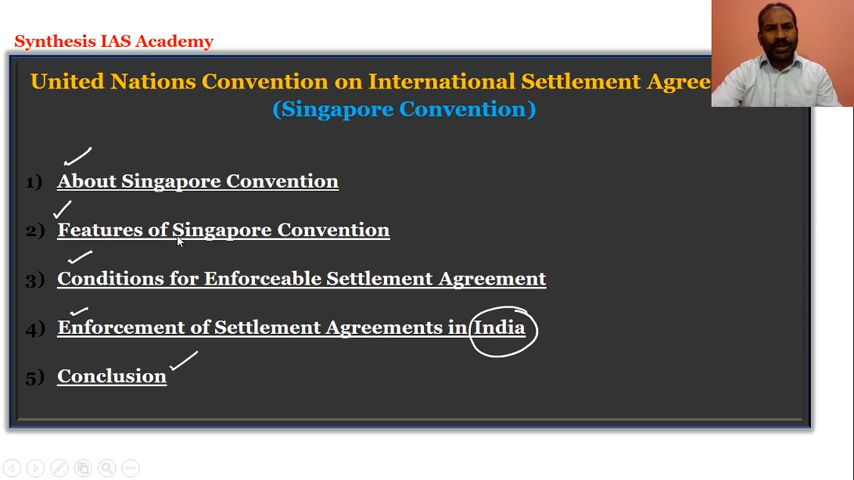 Synthesis IAS Academy
United Nations Convention on International Settlement Agree
(Singapore Convention)
1) About Singapore Convention
2) Features of Singapore Convention
3) Conditions for Enforceable Settlement Agreement
4) Enforcement of Settlement Agreements in India
5) Conclusion